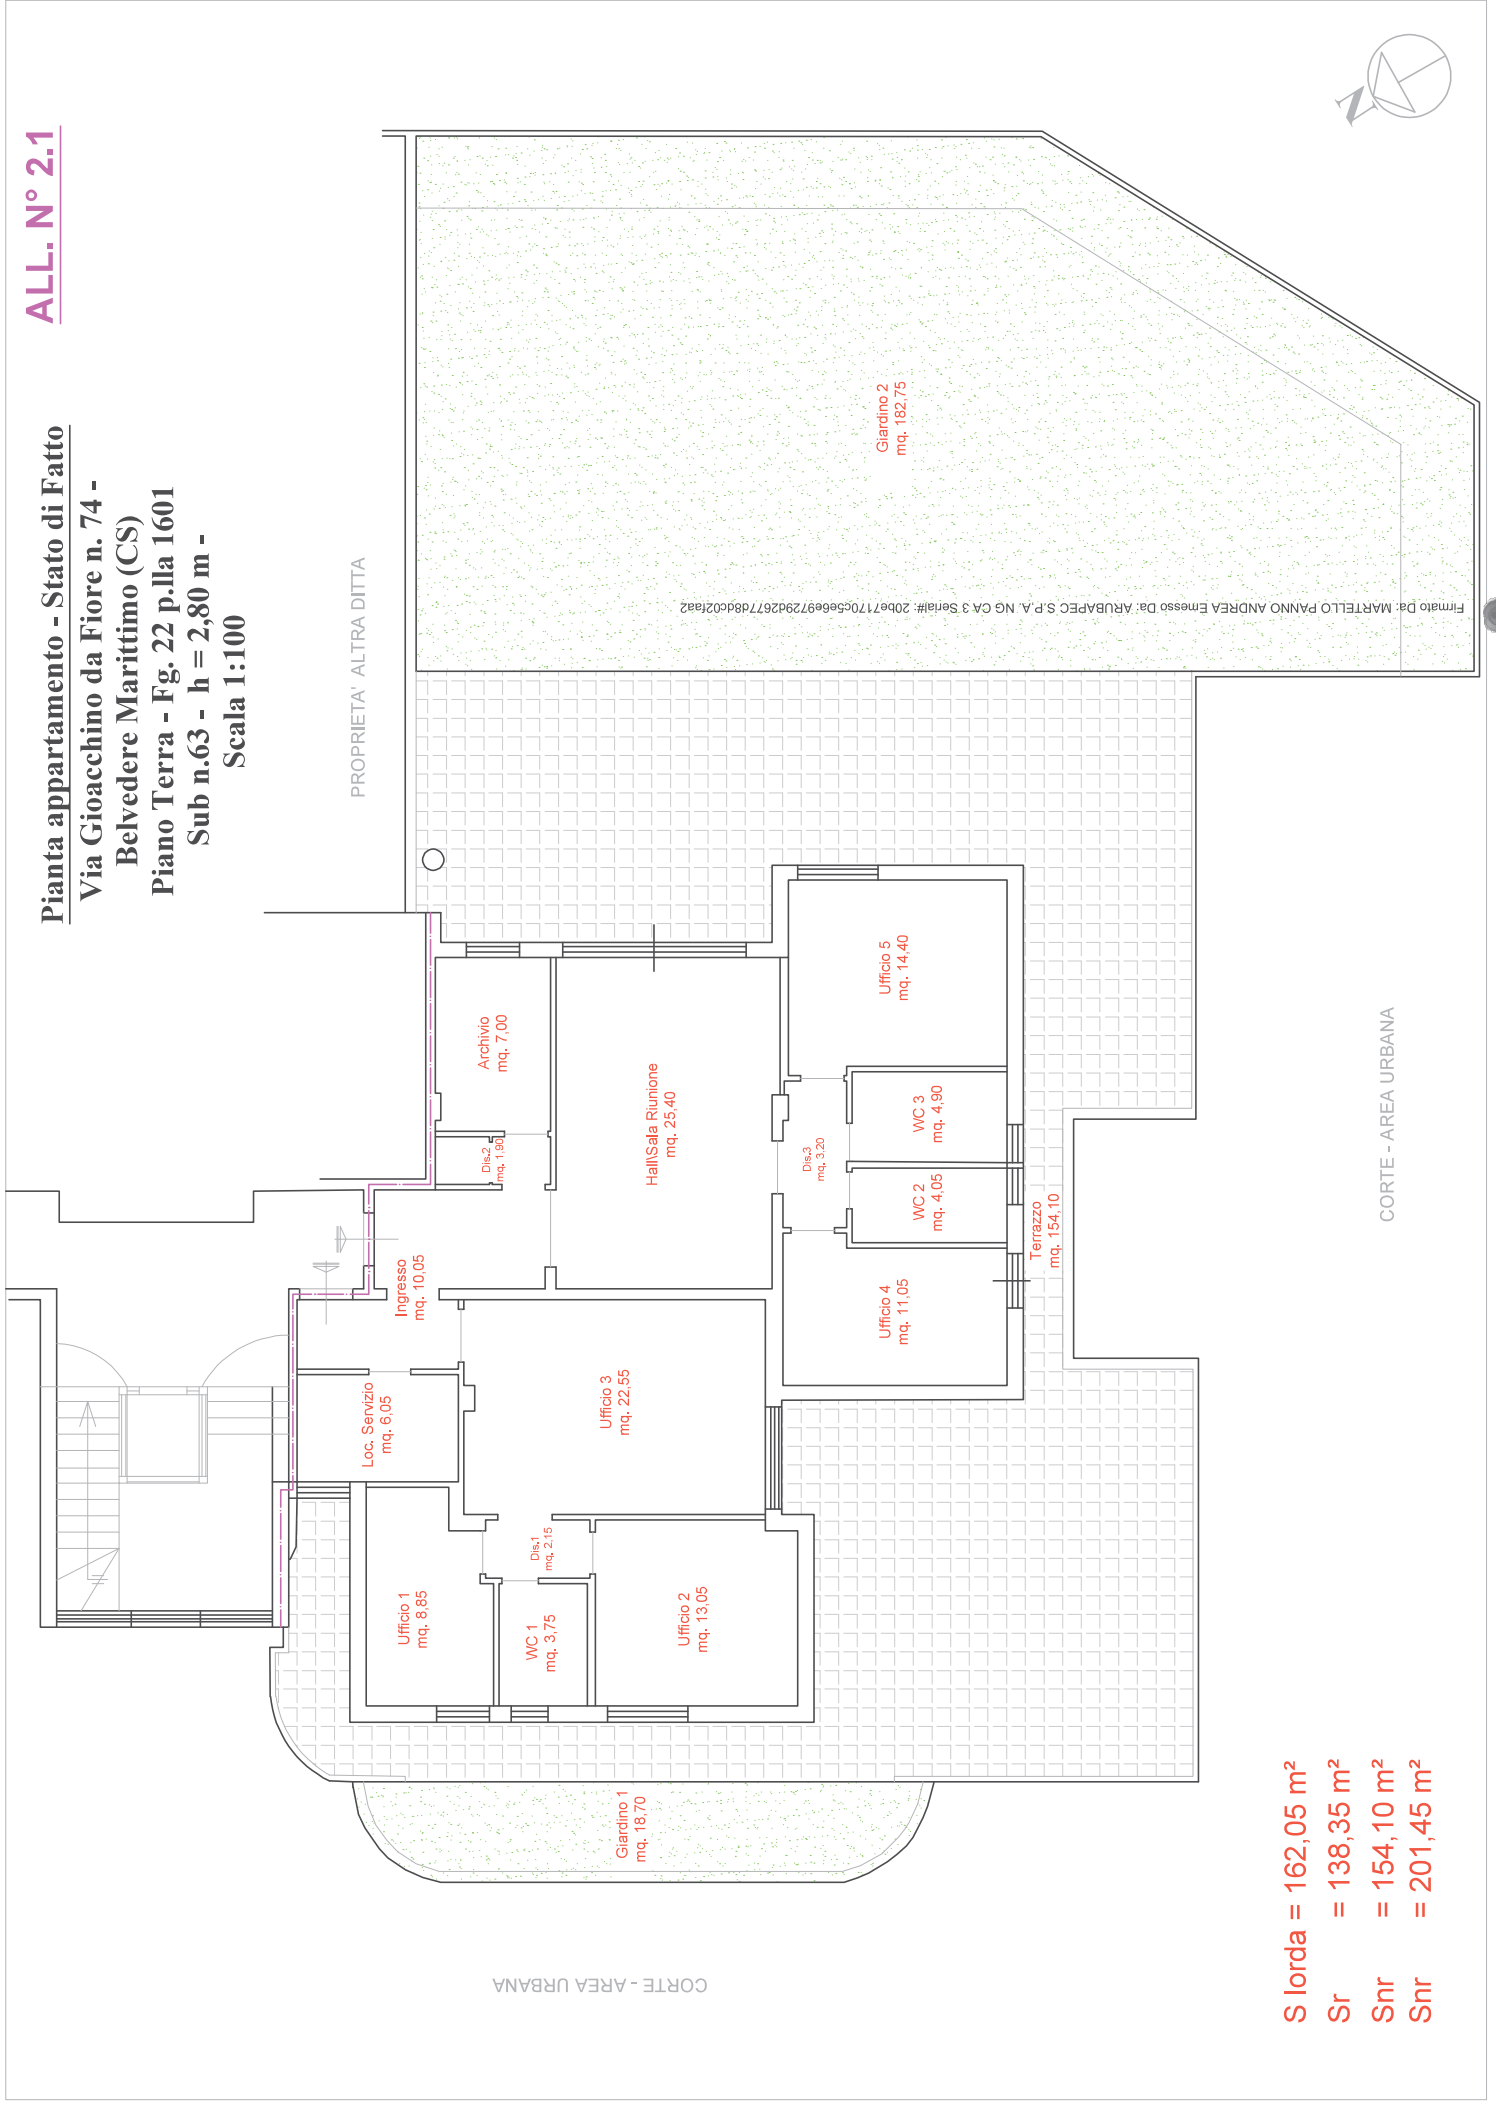 ALL. N° 2.1
Pianta appartamento - Stato di Fatto
Via Gioacchino da Fiore n. 74 -
Belvedere Marittimo (CS)
Piano Terra - Fg. 22 p.lla 1601
Sub n.63 - h = 2,80 m -
Scala 1:100
N
PROPRIETA' ALTRA DITTA
Giardino 2
mq. 182,75
Firmato Da: MARTELLO PANNO ANDREA Emesso Da: ARUBAPEC S.P.A. NG CA 3 Serial#: 20be7170c5e6e9729d2677d8dc02faa2
Archivio
mq. 7,00
Dis.2
mq. 1,90
Hall\Sala Riunione
mq. 25,40
Ufficio 5
mq. 14,40
WC 3
mq. 4,90
Dis.3
mq. 3,20
WC 2
mq. 4,05
Terrazzo
mq. 154,10
Ufficio 4
mq. 11,05
Ingresso
mq. 10,05
Loc. Servizio
mq. 6,05
Ufficio 3
mq. 22,55
Dis.1
mq. 2,15
Ufficio 1
mq. 8,85
WC 1
mq. 3,75
Ufficio 2
mq. 13,05
Giardino 1
mq. 18,70
CORTE - AREA URBANA
CORTE - AREA URBANA
S lorda = 162,05 m²
Sr = 138,35 m²
Snr = 154,10 m²
Snr = 201,45 m²